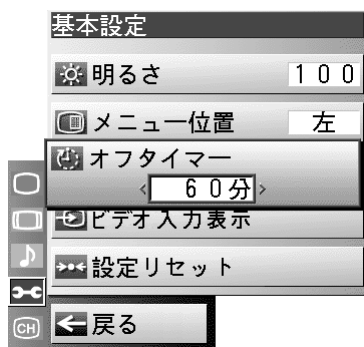 基本設定
明るさ 100
メニュー位置 左
オフタイマー
60分
ビデオ入力表示
設定リセット
戻る
CH